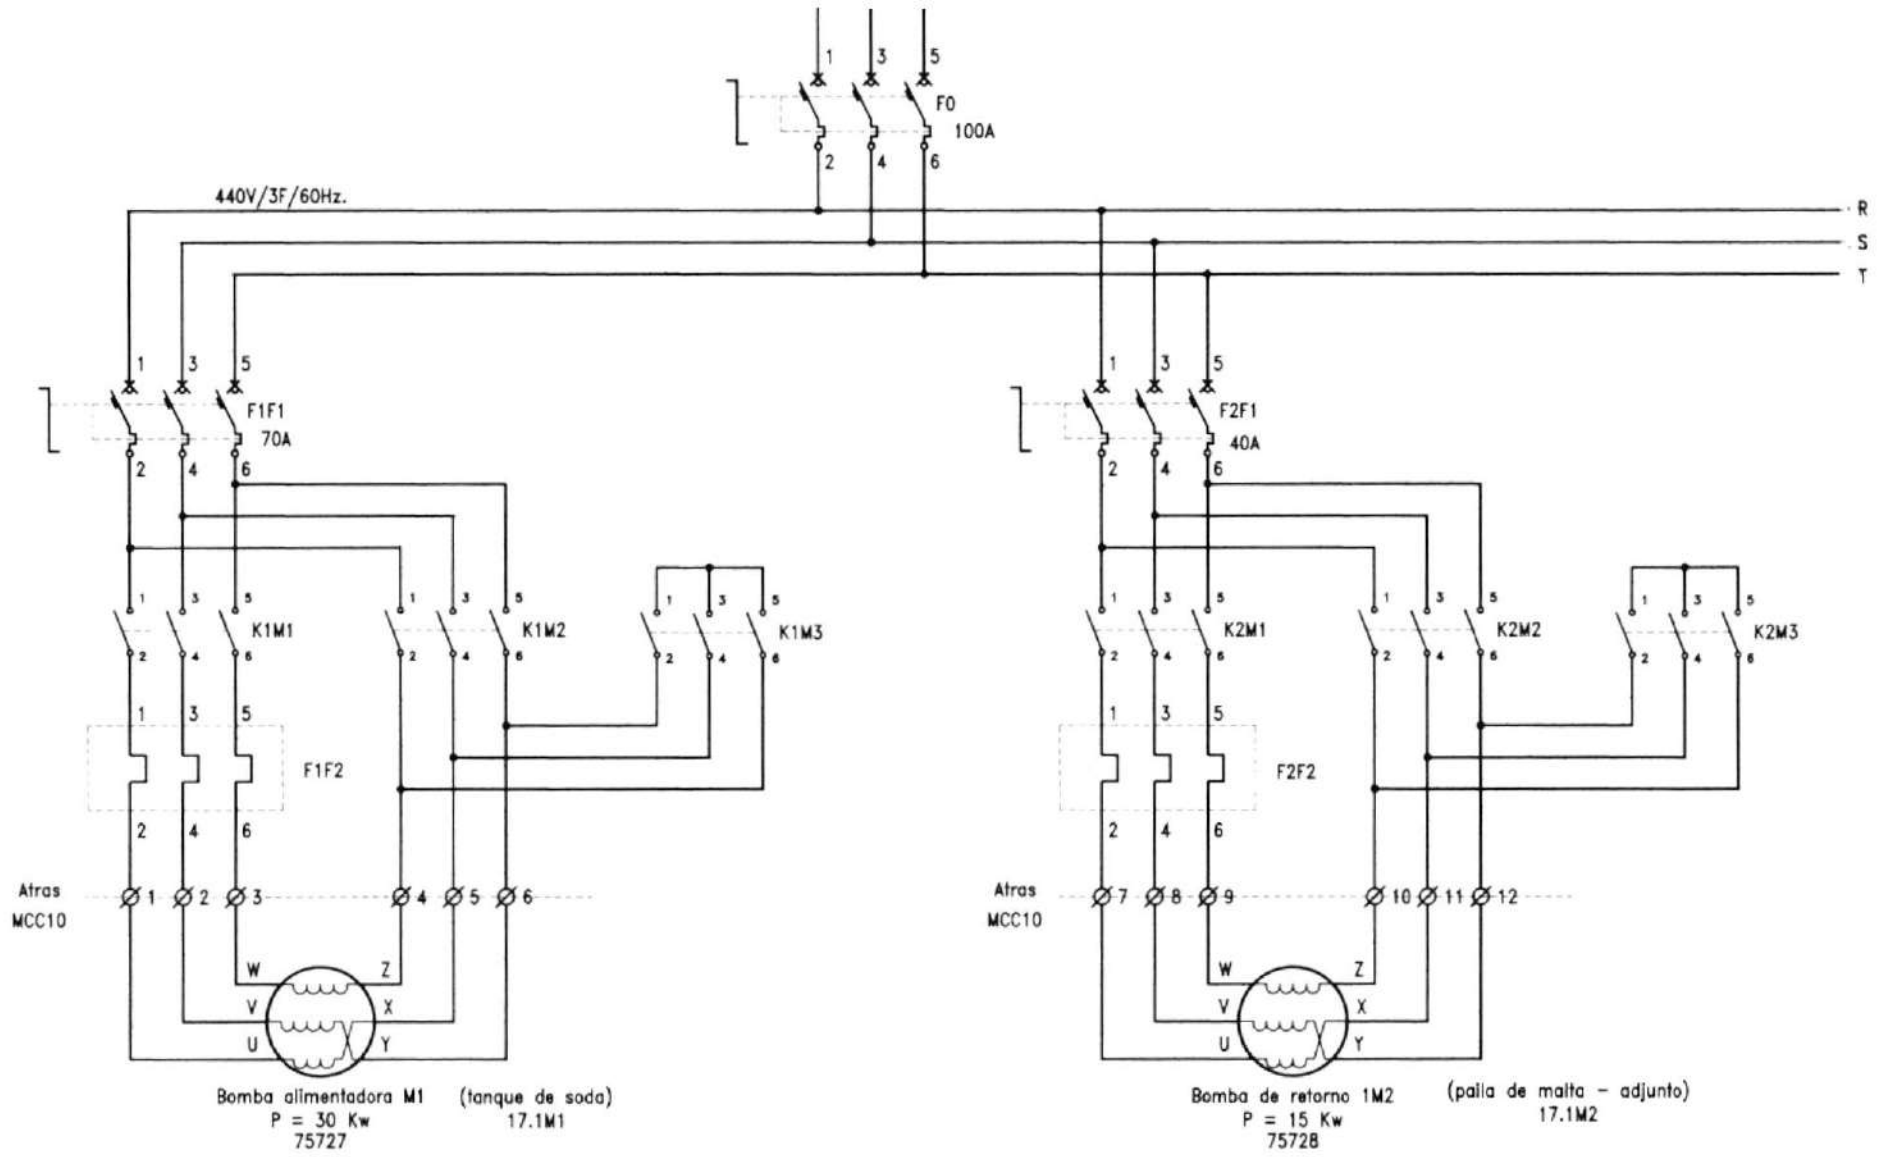 1 3 5
F0
100A
2 4 6
440V/3F/60Hz.
R
S
T
1 3 5
F1F1
70A
2 4 6
1 3 5
F2F1
40A
2 4 6
1 3 5
K1M1
2 4 6
1 3 5
K1M2
2 4 6
1 3 5
K1M3
2 4 6
1 3 5
K2M1
2 4 6
1 3 5
K2M2
2 4 6
1 3 5
K2M3
2 4 6
1 3 5
F1F2
2 4 6
1 3 5
F2F2
2 4 6
Atras
MCC10
1 2 3 4 5 6
Atras
MCC10
7 8 9 10 11 12
W Z
V X
U Y
W Z
V X
U Y
Bomba alimentadora M1 (tanque de soda)
P = 30 Kw 17.1M1
75727
Bomba de retorno 1M2 (paila de malta - adjunto)
P = 15 Kw 17.1M2
75728